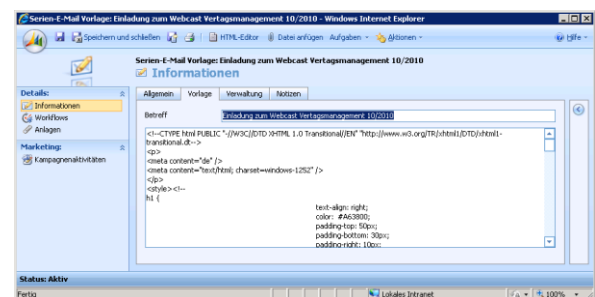 Serien-E-Mail Vorlage: Einladung zum Webcast Vertagsmanagement 10/2010 - Windows Internet Explorer
Speichern und schließen HTML-Editor Datei anfügen Aufgaben Aktionen Hilfe
Serien-E-Mail Vorlage: Einladung zum Webcast Vertagsmanagement 10/2010
Informationen
Details:
Informationen
Workflows
Anlagen
Marketing:
Kampagnenaktivitäten
Allgemein Vorlage Verwaltung Notizen
Betreff Einladung zum Webcast Vertagsmanagement 10/2010
<!--CTYPE html PUBLIC "-//W3C//DTD XHTML 1.0 Transitional//EN" "http://www.w3.org/TR/xhtml1/DTD/xhtml1-
transitional.dt-->
<p>
<meta content="de" />
<meta content="text/html; charset=windows-1252" />
</p>
<style><!--
h1 {
text-align: right;
color: #A63800;
padding-top: 50px;
padding-bottom: 30px;
padding-right: 10px;
Status: Aktiv
Fertig Lokales Intranet 100%